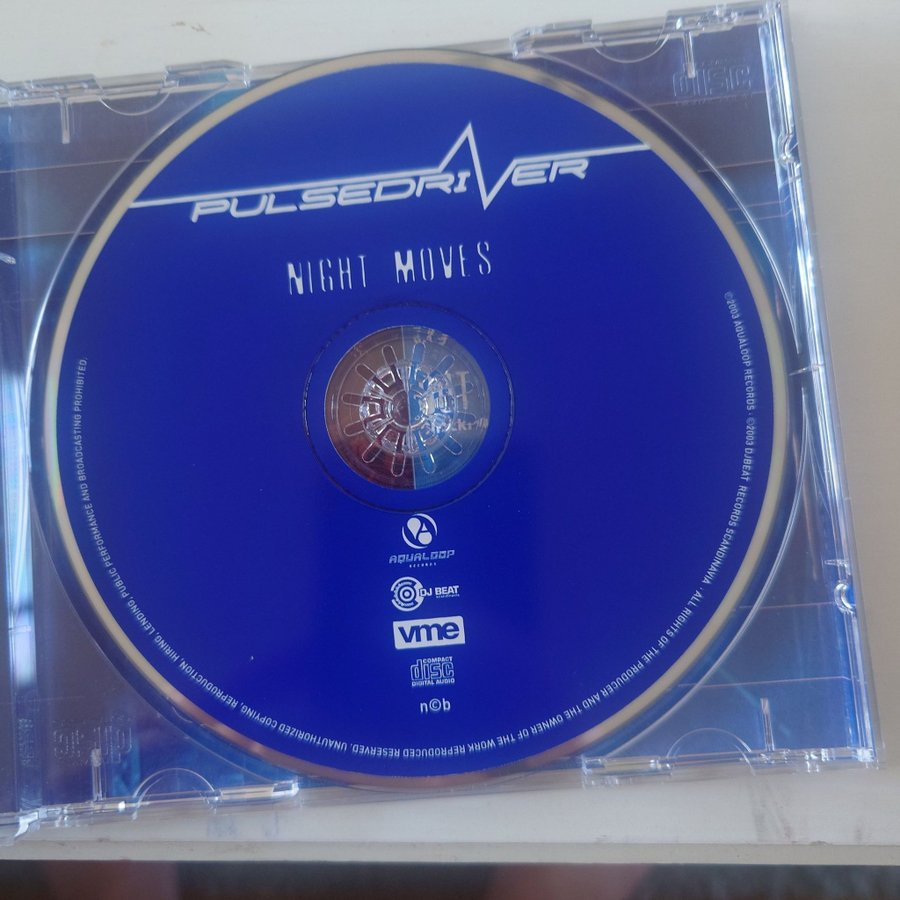 PULSEDRIVER
NIGHT MOVES
℗2003 AQUALOOP RECORDS · ©2003 DJBEAT RECORDS SCANDINAVIA · ALL RIGHTS OF THE PRODUCER AND THE OWNER OF THE WORK REPRODUCED RESERVED. UNAUTHORIZED COPYING, REPRODUCTION HIRING, LENDING, PUBLIC PERFORMANCE AND BROADCASTING PROHIBITED.
AQUALOOP
RECORDS
DJ BEAT
vme
COMPACT
disc
DIGITAL AUDIO
n©b
disc